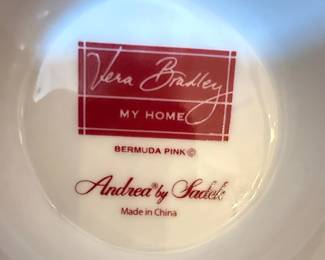 Vera Bradley
MY HOME
BERMUDA PINK ©
Andrea® by Sadek
Made in China